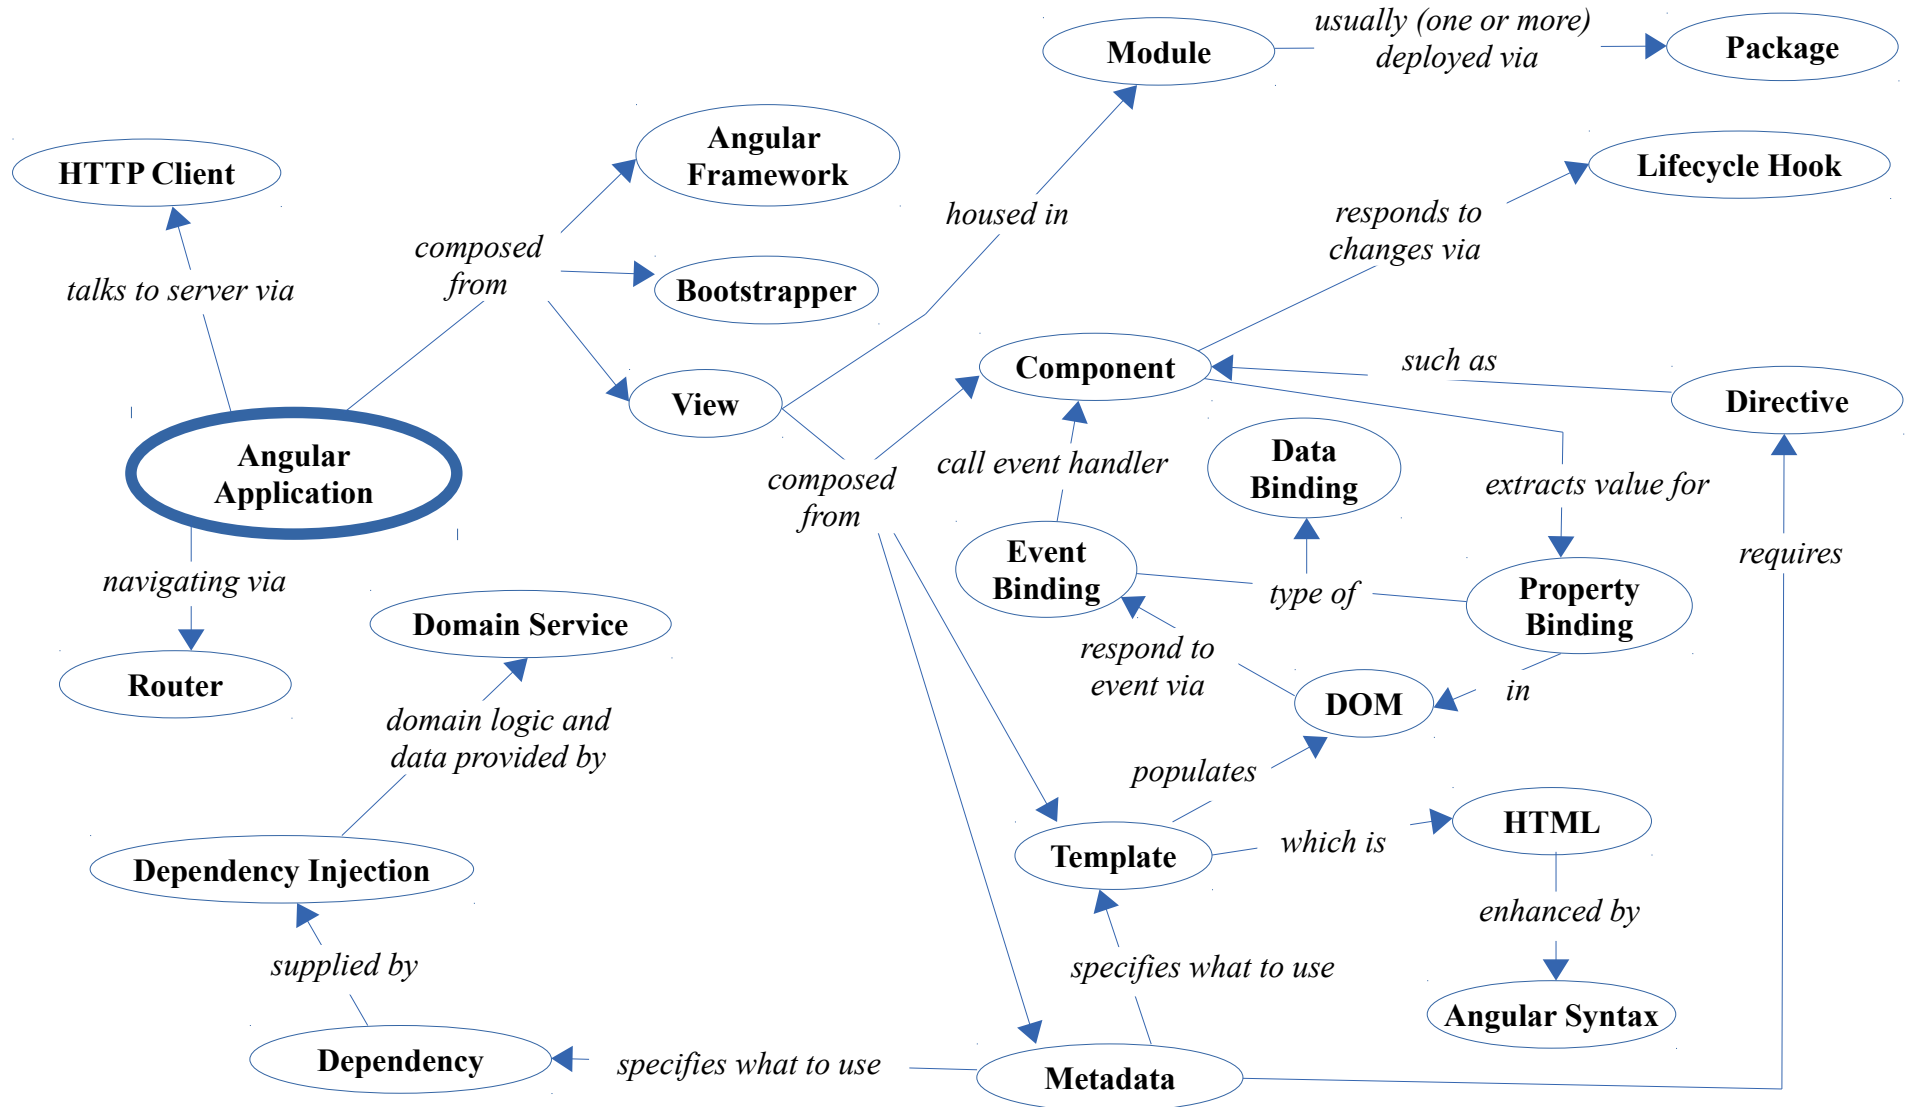 usually (one or more)
deployed via
Module
Package
Angular
Framework
HTTP Client
Lifecycle Hook
housed in
responds to
changes via
composed
from
talks to server via
Bootstrapper
Component
such as
View
Directive
Angular
Application
Data
Binding
call event handler
composed
from
extracts value for
Event
Binding
requires
navigating via
type of
Property
Binding
Domain Service
respond to
event via
Router
in
DOM
domain logic and
data provided by
populates
HTML
which is
Template
Dependency Injection
enhanced by
supplied by
specifies what to use
Angular Syntax
Dependency
specifies what to use
Metadata